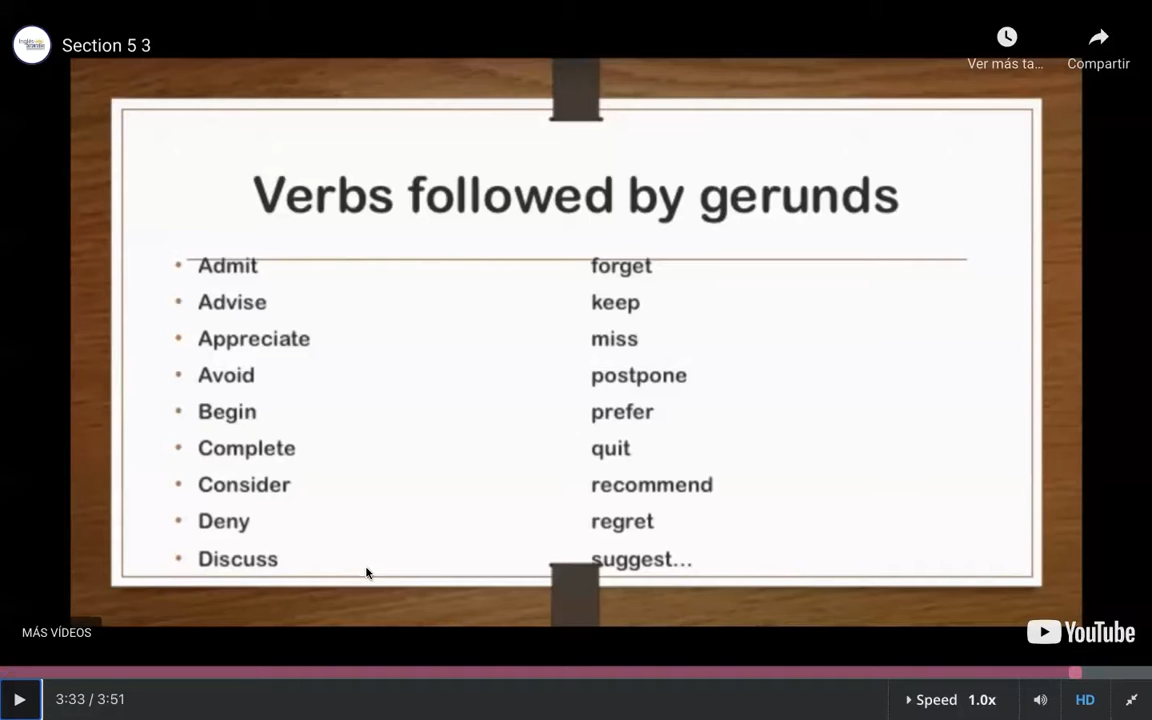 Section 5 3
Ver más ta...
Compartir
Verbs followed by gerunds
• Admit forget
• Advise keep
• Appreciate miss
• Avoid postpone
• Begin prefer
• Complete quit
• Consider recommend
• Deny regret
• Discuss suggest...
MÁS VÍDEOS
YouTube
3:33 / 3:51
Speed 1.0x
HD